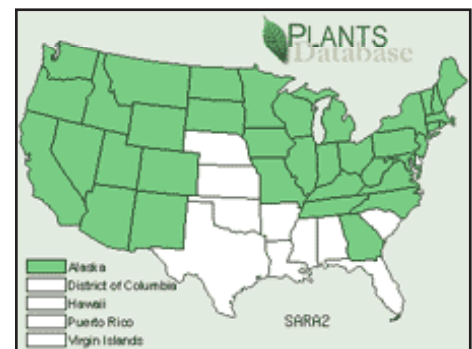 PLANTS
Database
Alaska
District of Columbia
Hawaii
Puerto Rico
Virgin Islands
SARA2